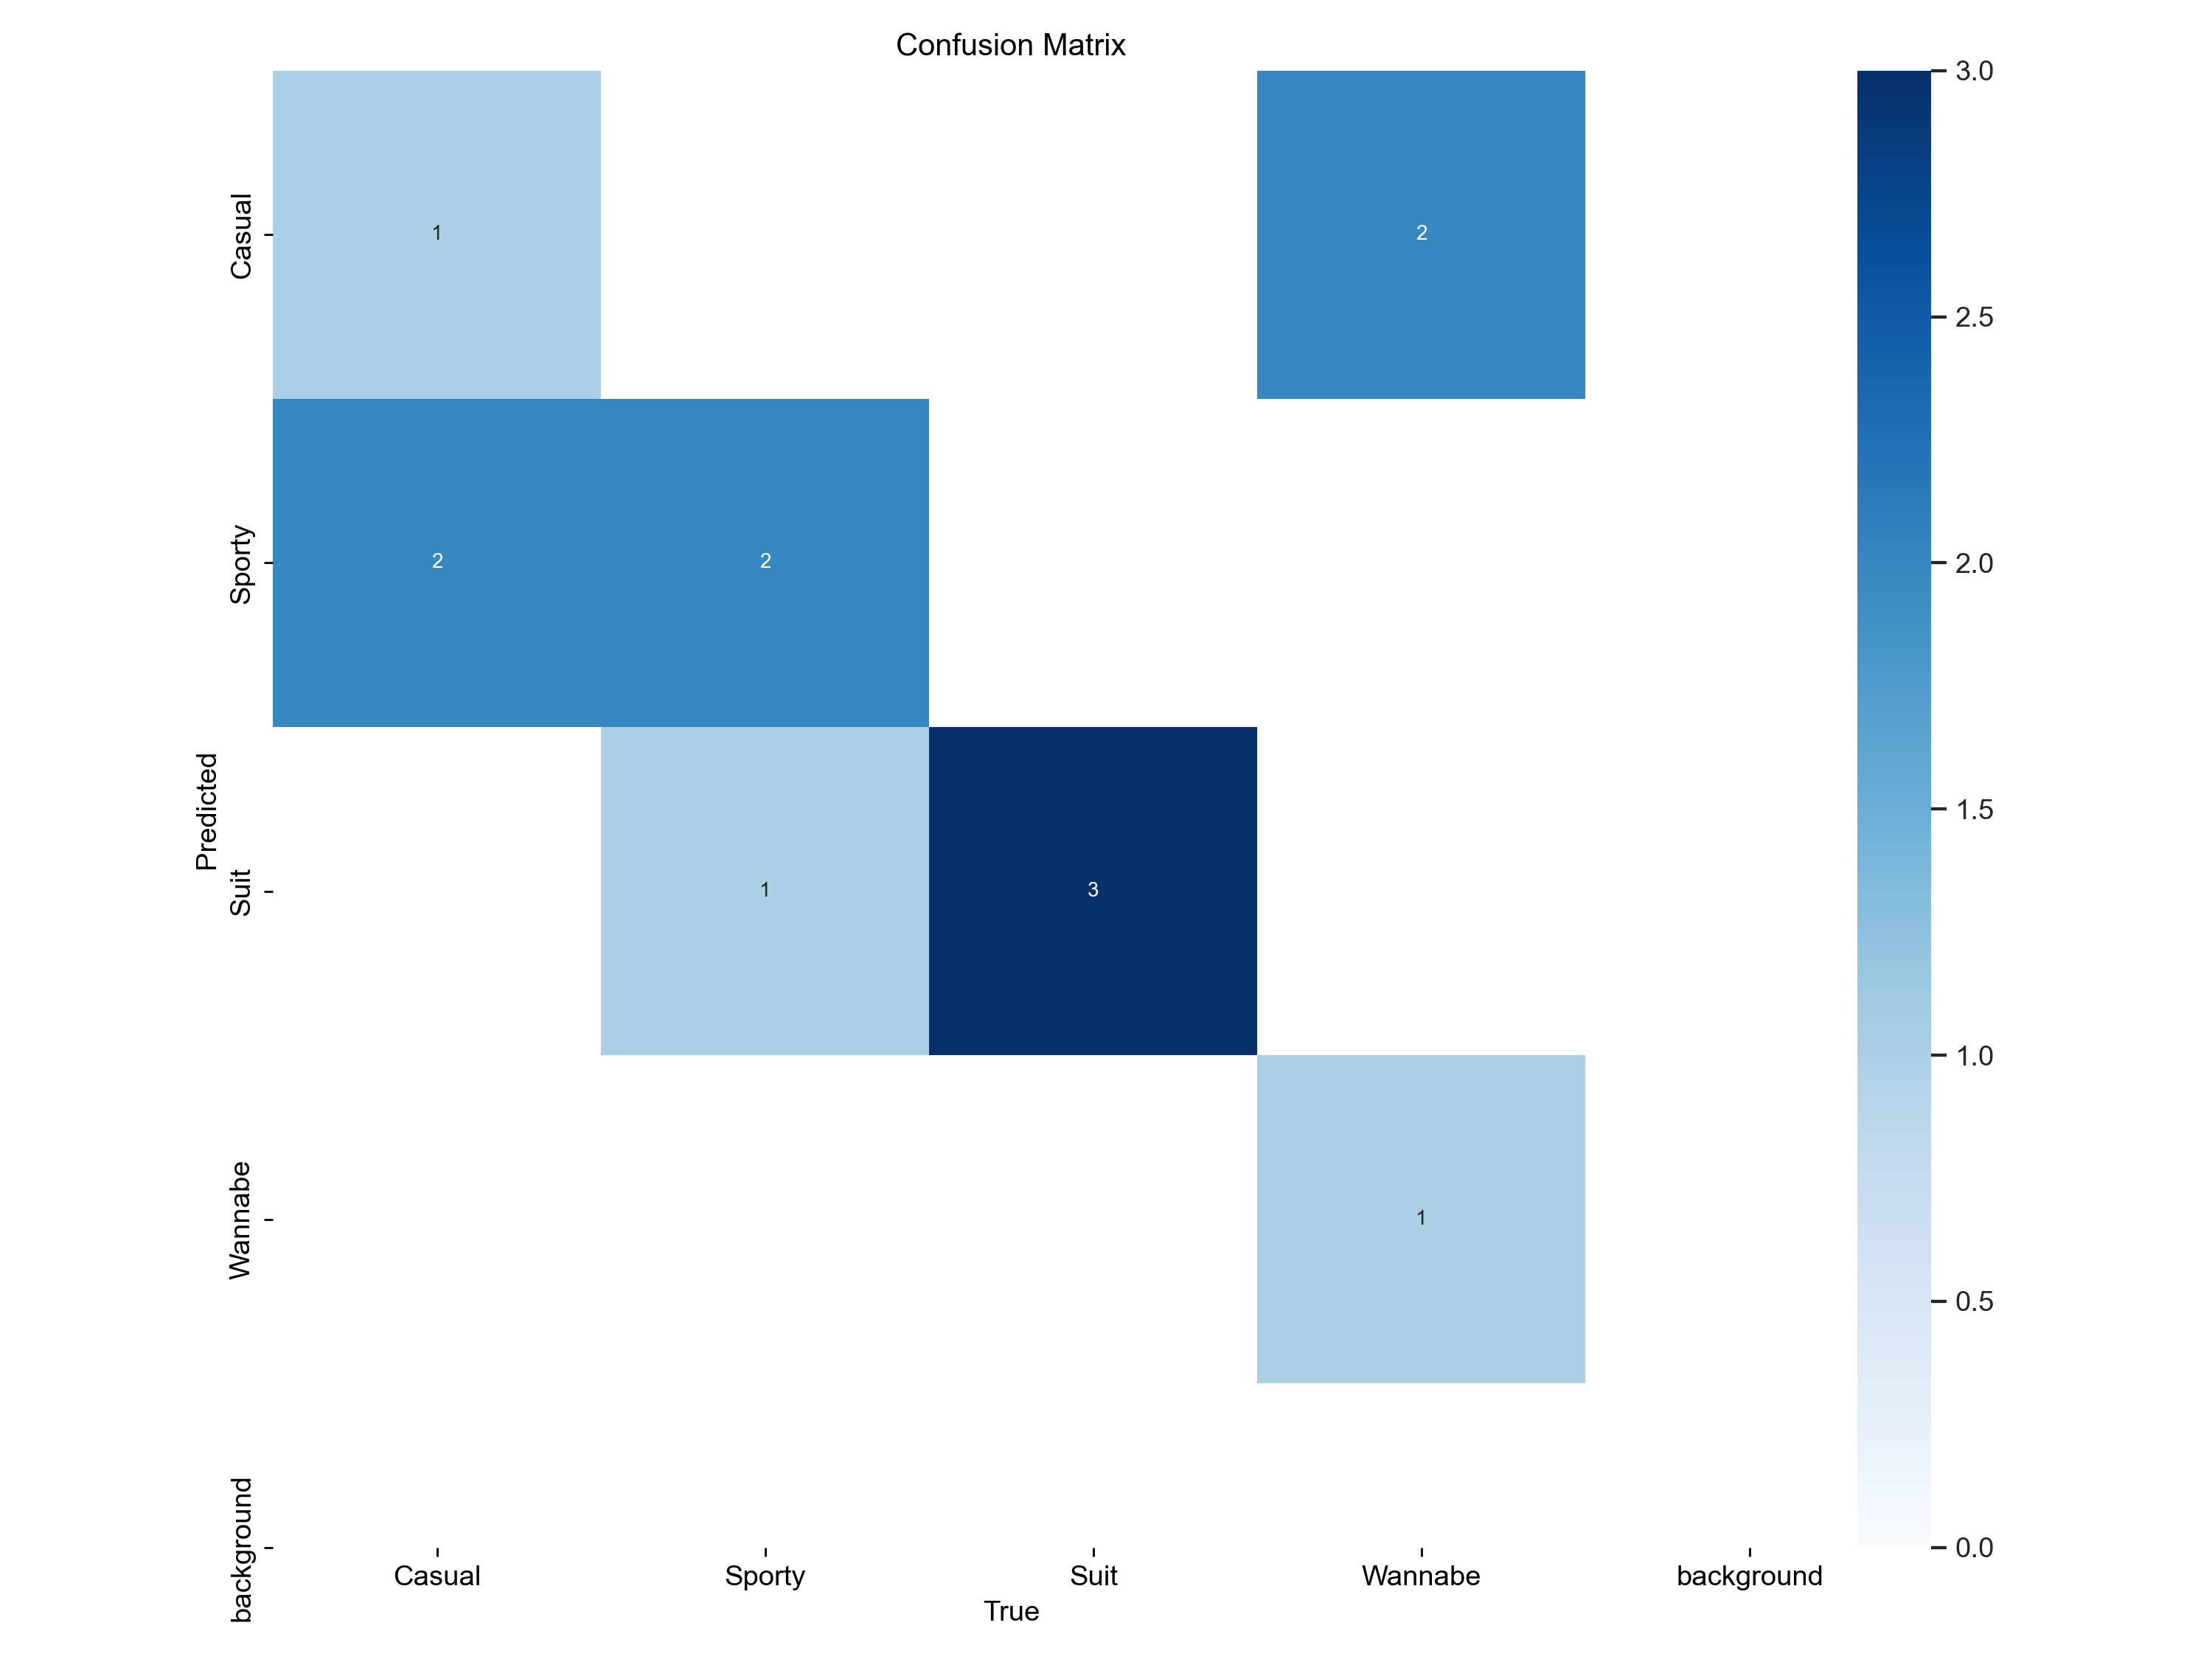 Confusion Matrix
Predicted
Casual
1
2
Sporty
2
2
Suit
1
3
Wannabe
1
background
Casual
Sporty
Suit
Wannabe
background
True
3.0
2.5
2.0
1.5
1.0
0.5
0.0